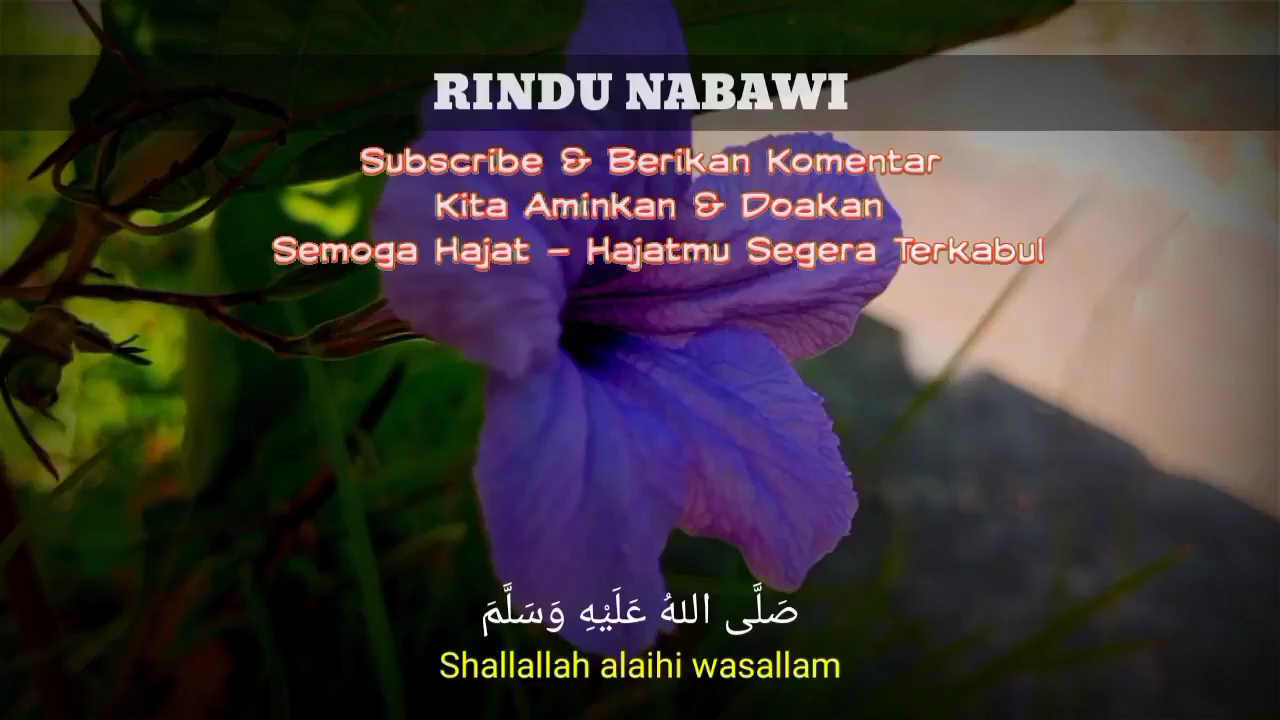 RINDU NABAWI
Subscribe & Berikan Komentar
Kita Aminkan & Doakan
Semoga Hajat - Hajatmu Segera Terkabul
صَلَّى اللهُ عَلَيْهِ وَسَلَّمَ
Shallallah alaihi wasallam